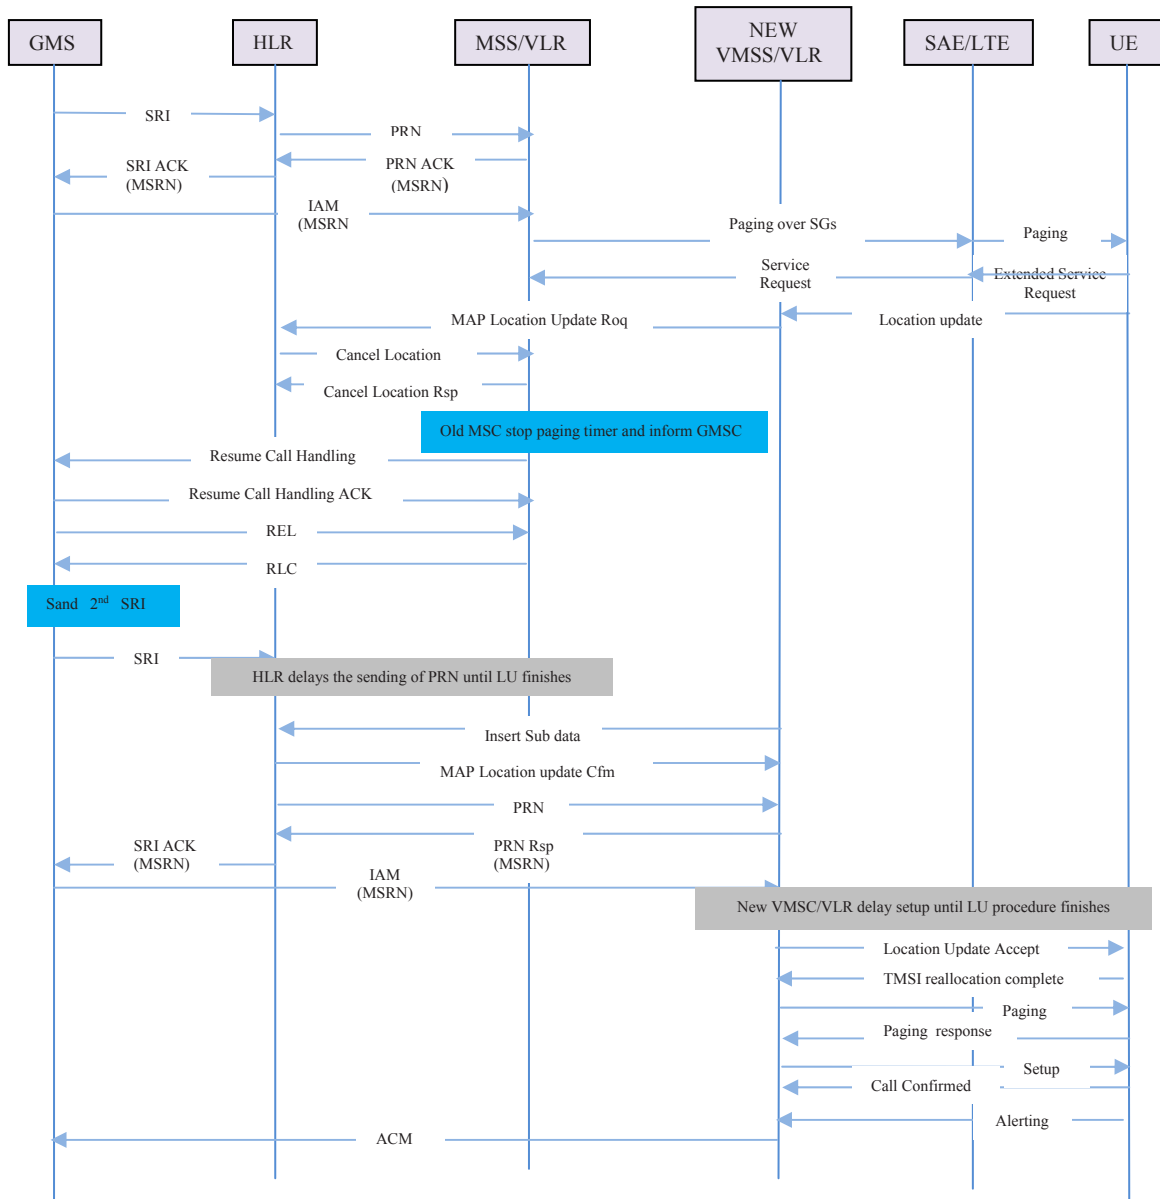 GMS
HLR
MSS/VLR
NEW
VMSS/VLR
SAE/LTE
UE
SRI
PRN
SRI ACK
(MSRN)
PRN ACK
(MSRN)
IAM
(MSRN
Paging over SGs
Paging
Service
Request
Extended Service
Request
MAP Location Update Roq
Location update
Cancel Location
Cancel Location Rsp
Old MSC stop paging timer and inform GMSC
Resume Call Handling
Resume Call Handling ACK
REL
RLC
Sand 2nd SRI
SRI
HLR delays the sending of PRN until LU finishes
Insert Sub data
MAP Location update Cfm
PRN
SRI ACK
(MSRN)
PRN Rsp
(MSRN)
IAM
(MSRN)
New VMSC/VLR delay setup until LU procedure finishes
Location Update Accept
TMSI reallocation complete
Paging
Paging response
Setup
Call Confirmed
Alerting
ACM